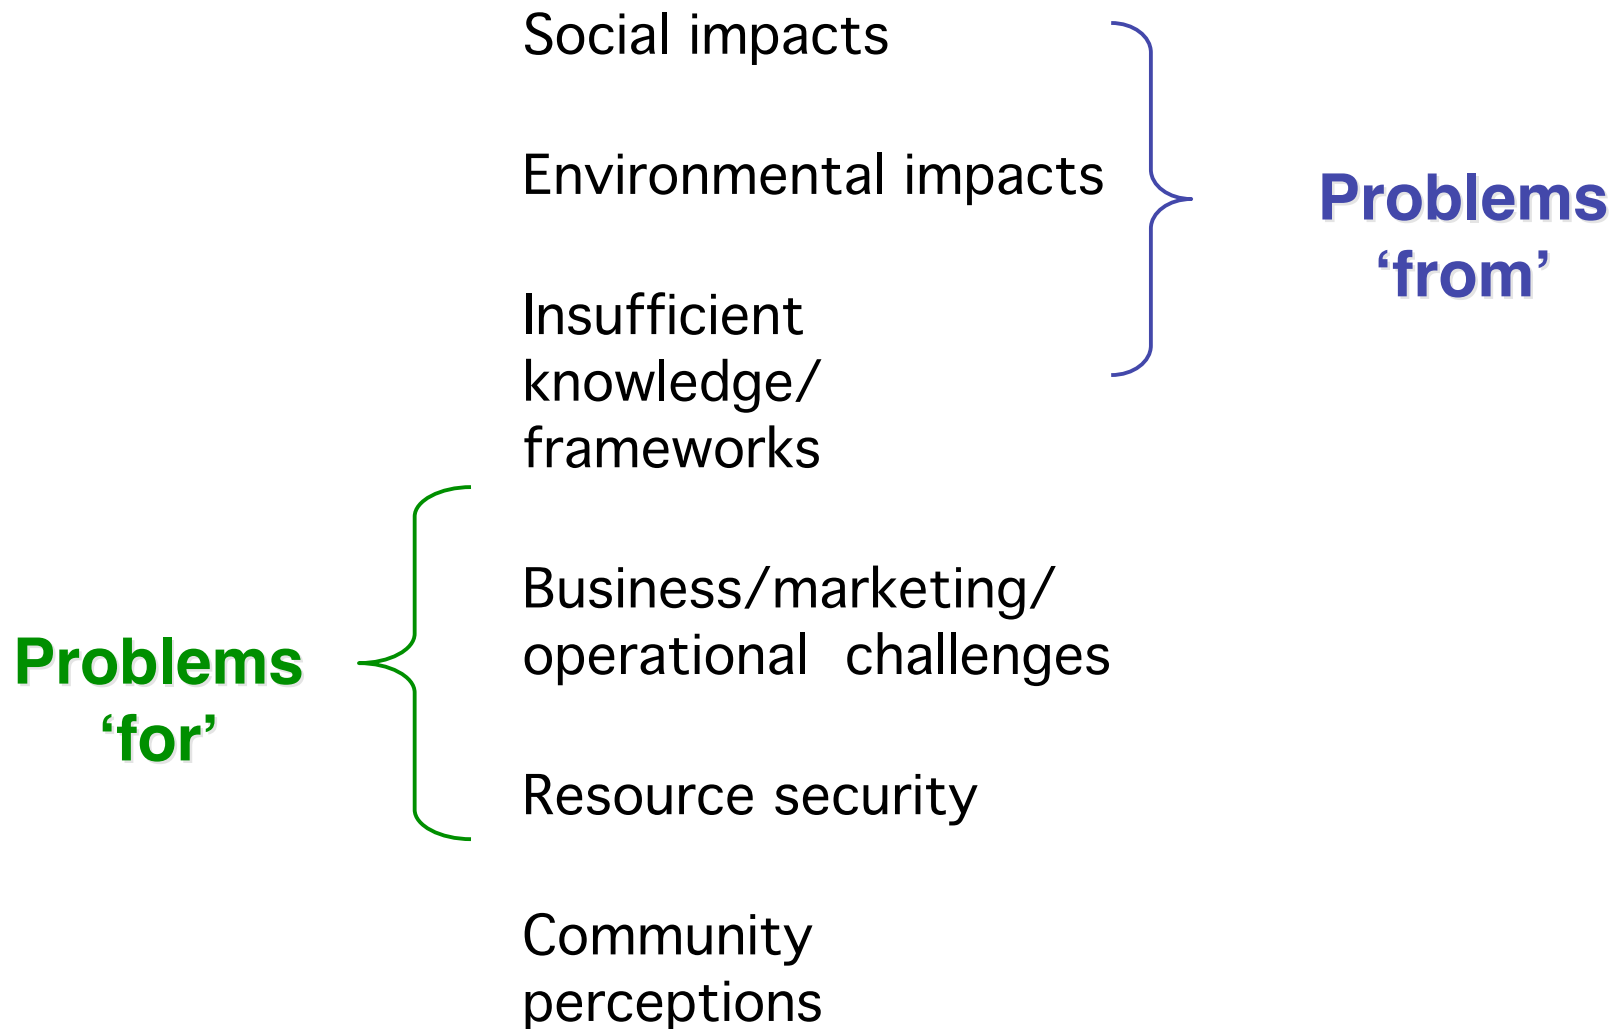 Social impacts
Environmental impacts
Problems
‘from’
Insufficient
knowledge/
frameworks
Business/marketing/
operational challenges
Problems
‘for’
Resource security
Community
perceptions